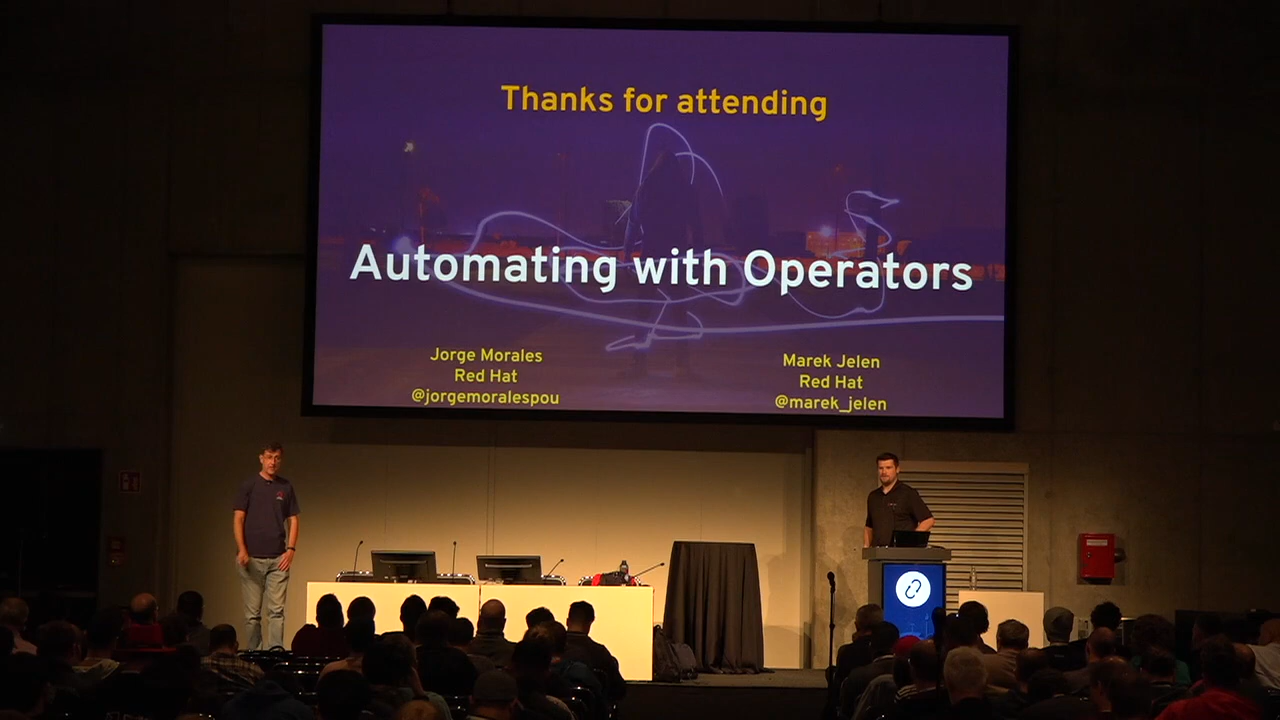 Thanks for attending
Automating with Operators
Jorge Morales
Red Hat
@jorgemoralespou
Marek Jelen
Red Hat
@marek_jelen